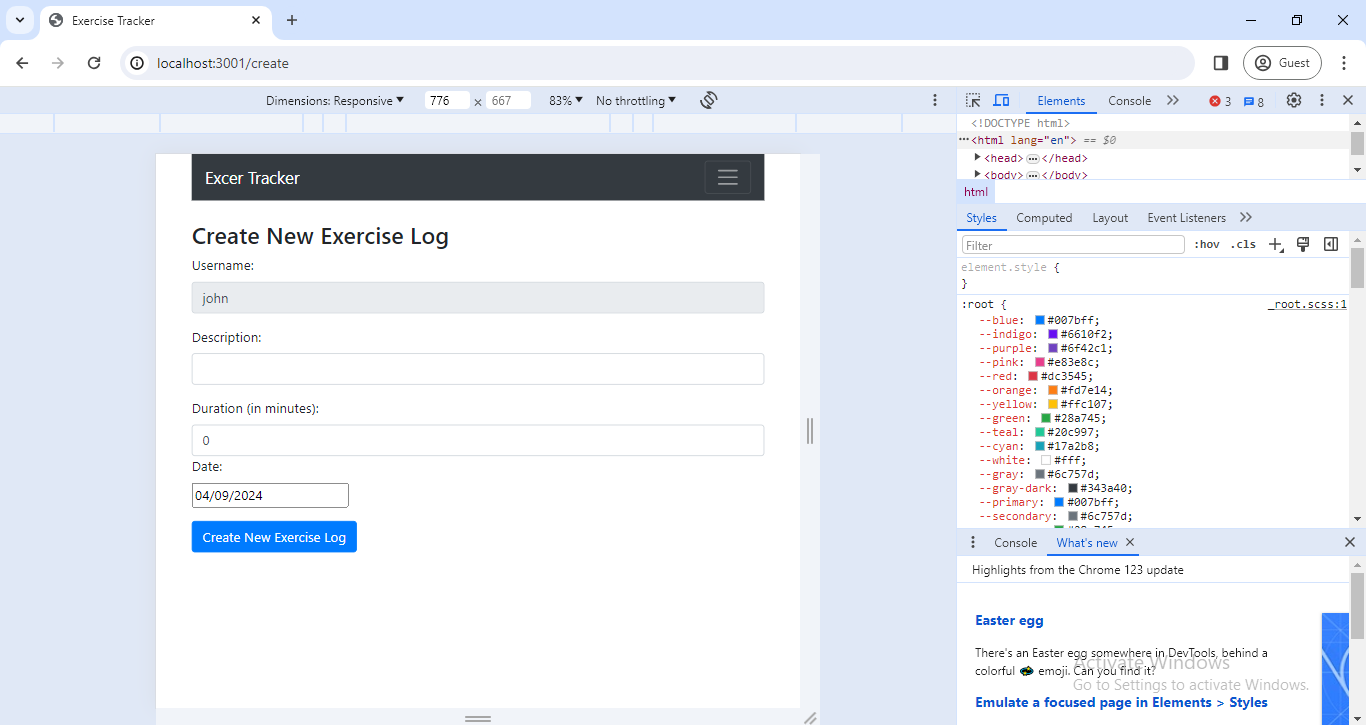 Exercise Tracker
localhost:3001/create
Guest
Dimensions: Responsive
776 x 667
83%
No throttling
Elements
Console
3
8
<!DOCTYPE html>
<html lang="en"> == $0
<head> </head>
<body> </body>
html
Styles
Computed
Layout
Event Listeners
Filter
:hov .cls
element.style {
}
:root {
_root.scss:1
--blue: #007bff;
--indigo: #6610f2;
--purple: #6f42c1;
--pink: #e83e8c;
--red: #dc3545;
--orange: #fd7e14;
--yellow: #ffc107;
--green: #28a745;
--teal: #20c997;
--cyan: #17a2b8;
--white: #fff;
--gray: #6c757d;
--gray-dark: #343a40;
--primary: #007bff;
--secondary: #6c757d;
Console
What's new
Highlights from the Chrome 123 update
Easter egg
There's an Easter egg somewhere in DevTools, behind a
colorful emoji. Can you find it?
Emulate a focused page in Elements > Styles
Activate Windows
Go to Settings to activate Windows.
Excer Tracker
Create New Exercise Log
Username:
john
Description:
Duration (in minutes):
0
Date:
04/09/2024
Create New Exercise Log